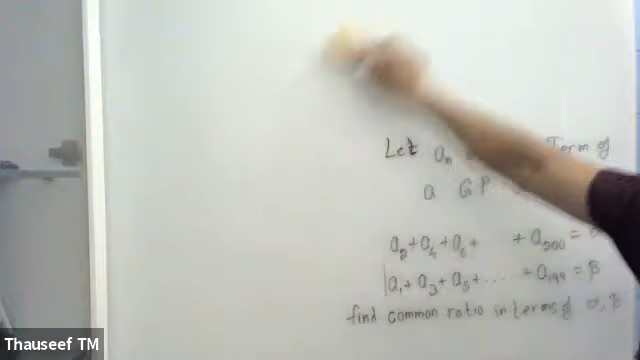 Let aₙ Term of
a G P
a₂+a₄+a₆+ +a₂₀₀ =
a₁+a₃+a₅+....+a₁₉₉ = β
find common ratio in terms of α, β
Thauseef TM